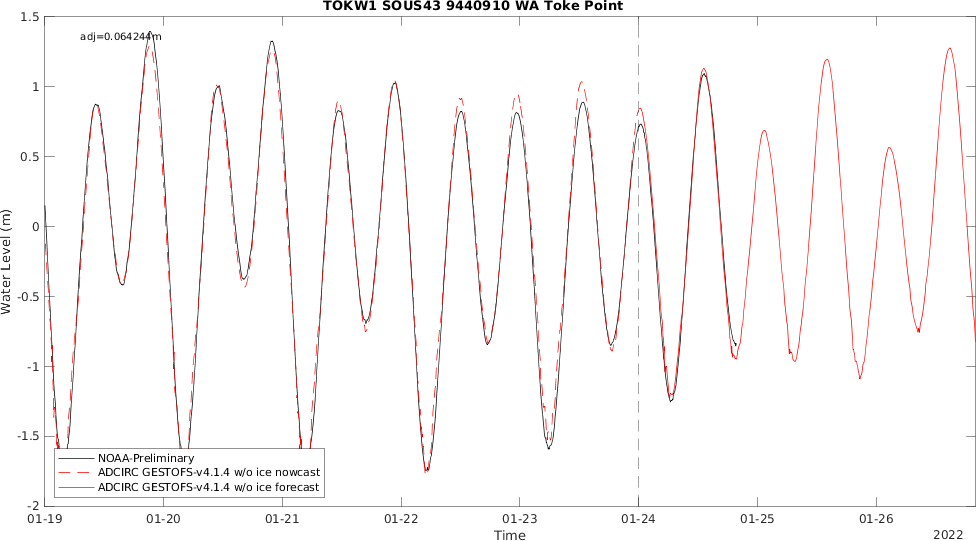 TOKW1 SOUS43 9440910 WA Toke Point
adj=0.064244m
1.5
1
0.5
0
-0.5
-1
-1.5
-2
Water Level (m)
NOAA-Preliminary
ADCIRC GESTOFS-v4.1.4 w/o ice nowcast
ADCIRC GESTOFS-v4.1.4 w/o ice forecast
01-19 01-20 01-21 01-22 01-23 01-24 01-25 01-26
Time
2022